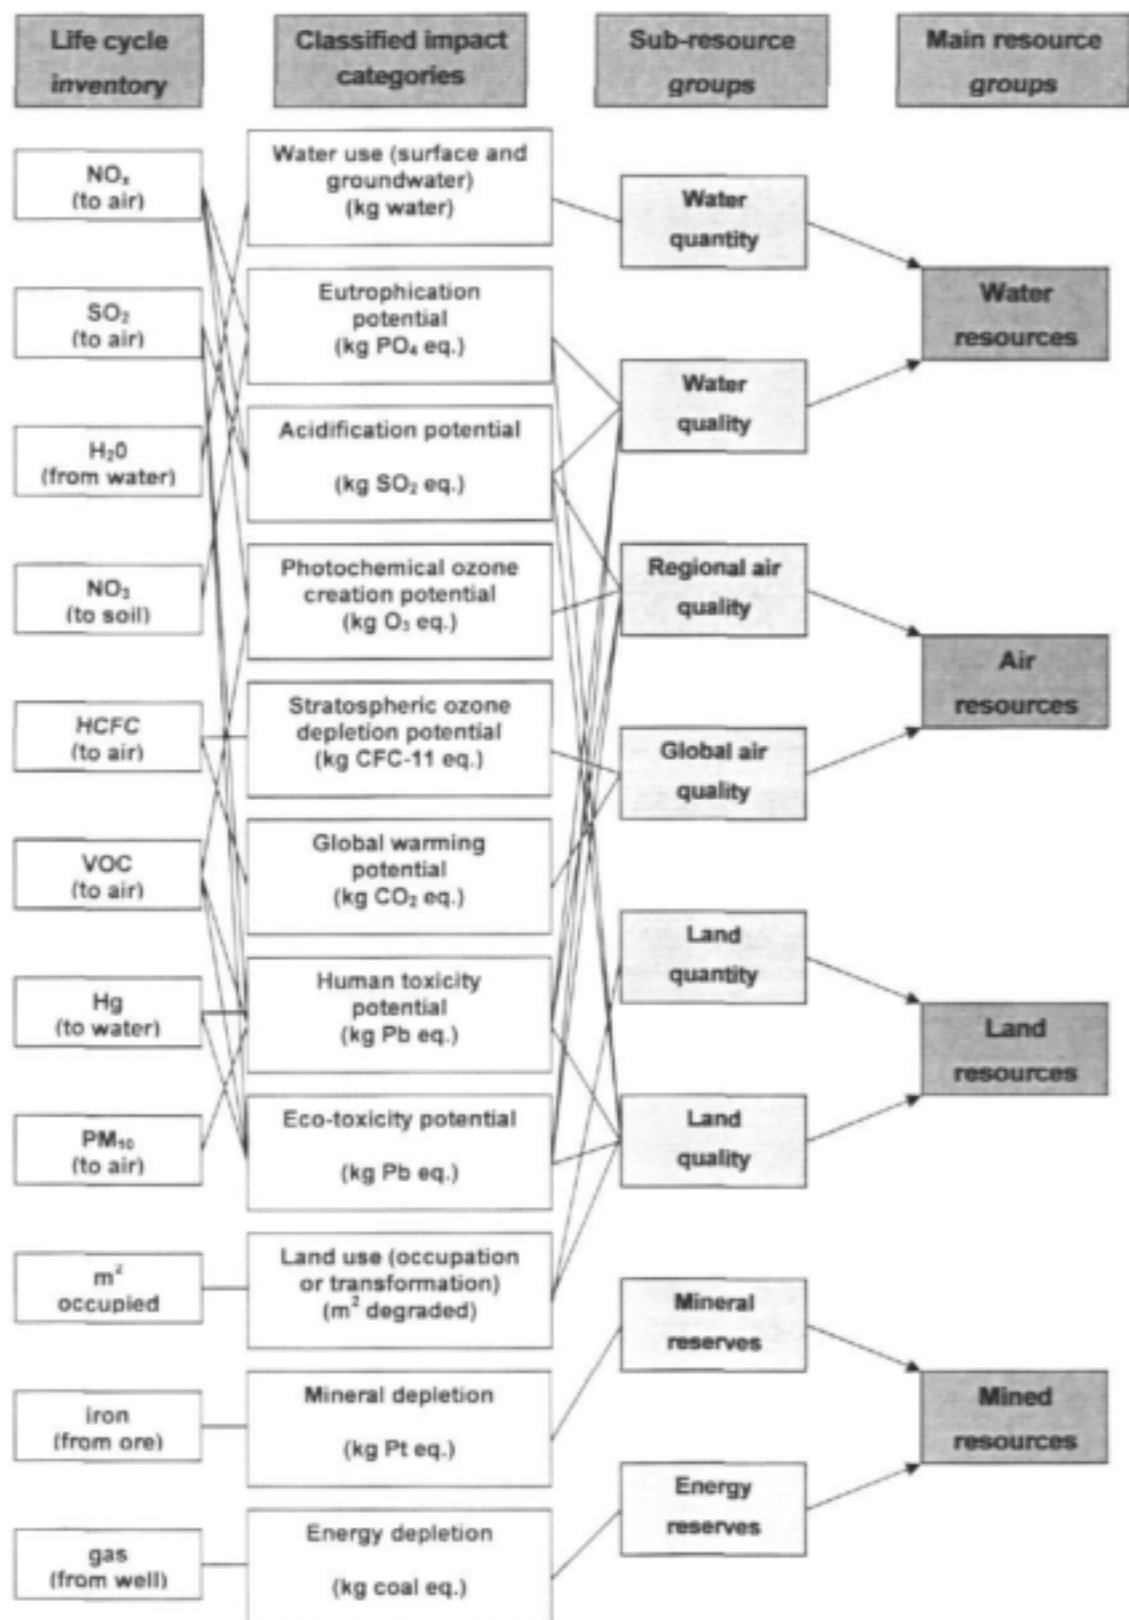 Life cycle
inventory
Classified impact
categories
Sub-resource
groups
Main resource
groups
NOₓ
(to air)
SO₂
(to air)
H₂0
(from water)
NO₃
(to soil)
HCFC
(to air)
VOC
(to air)
Hg
(to water)
PM₁₀
(to air)
m²
occupied
iron
(from ore)
gas
(from well)
Water use (surface and
groundwater)
(kg water)
Eutrophication
potential
(kg PO₄ eq.)
Acidification potential
(kg SO₂ eq.)
Photochemical ozone
creation potential
(kg O₃ eq.)
Stratospheric ozone
depletion potential
(kg CFC-11 eq.)
Global warming
potential
(kg CO₂ eq.)
Human toxicity
potential
(kg Pb eq.)
Eco-toxicity potential
(kg Pb eq.)
Land use (occupation
or transformation)
(m² degraded)
Mineral depletion
(kg Pt eq.)
Energy depletion
(kg coal eq.)
Water
quantity
Water
quality
Regional air
quality
Global air
quality
Land
quantity
Land
quality
Mineral
reserves
Energy
reserves
Water
resources
Air
resources
Land
resources
Mined
resources